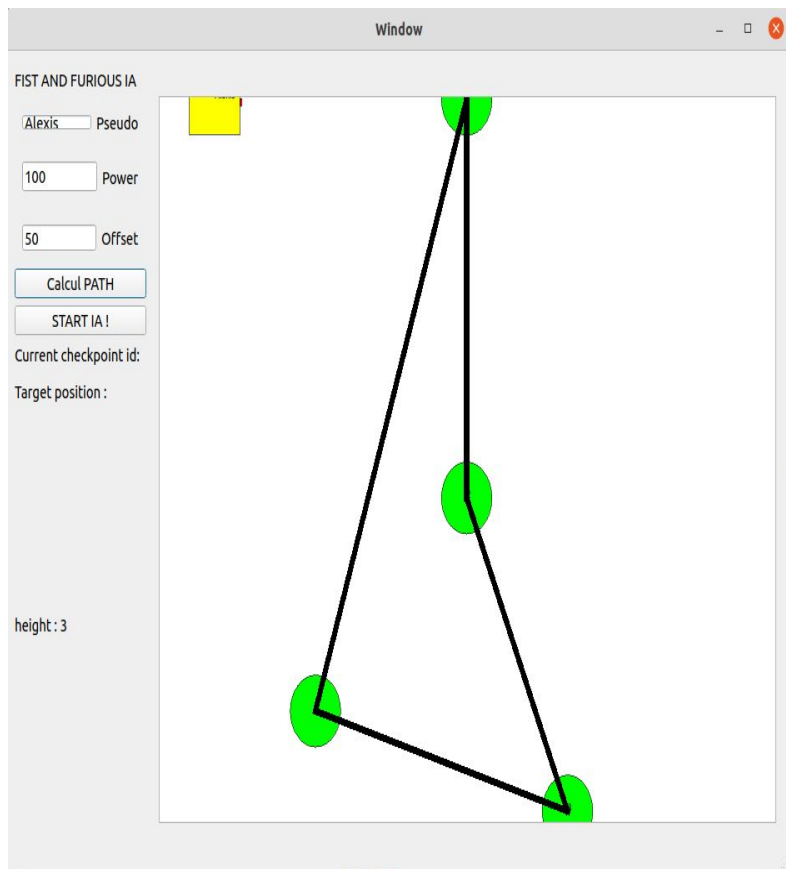 Window
FIST AND FURIOUS IA
Alexis Pseudo
100 Power
50 Offset
Calcul PATH
START IA !
Current checkpoint id:
Target position :
height : 3